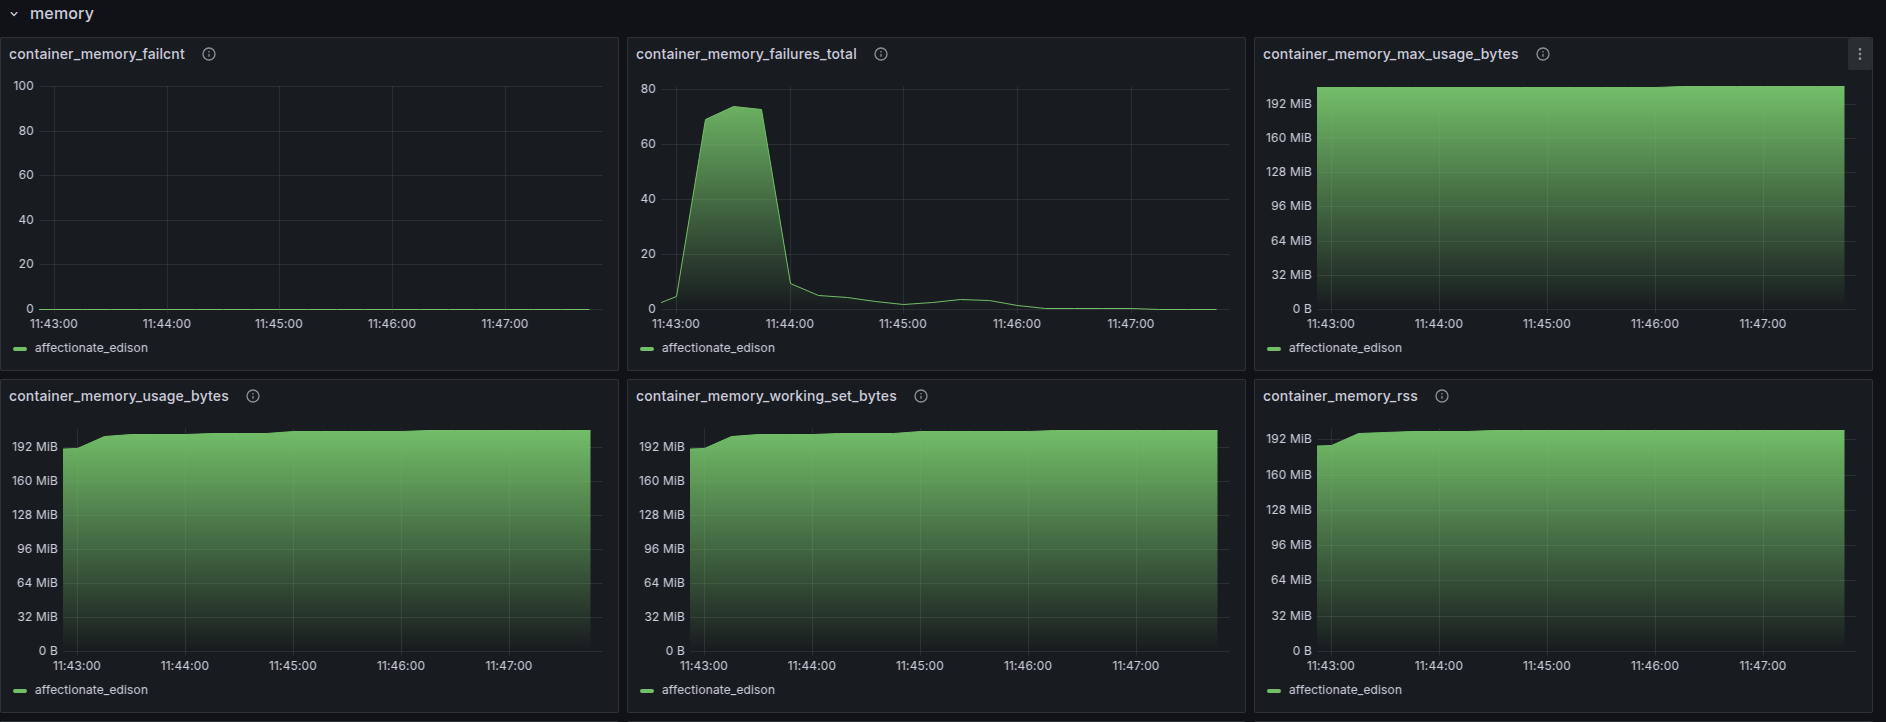 memory
container_memory_failcnt
100
80
60
40
20
0
11:43:00 11:44:00 11:45:00 11:46:00 11:47:00
affectionate_edison
container_memory_failures_total
80
60
40
20
0
11:43:00 11:44:00 11:45:00 11:46:00 11:47:00
affectionate_edison
container_memory_max_usage_bytes
192 MiB
160 MiB
128 MiB
96 MiB
64 MiB
32 MiB
0 B
11:43:00 11:44:00 11:45:00 11:46:00 11:47:00
affectionate_edison
container_memory_usage_bytes
192 MiB
160 MiB
128 MiB
96 MiB
64 MiB
32 MiB
0 B
11:43:00 11:44:00 11:45:00 11:46:00 11:47:00
affectionate_edison
container_memory_working_set_bytes
192 MiB
160 MiB
128 MiB
96 MiB
64 MiB
32 MiB
0 B
11:43:00 11:44:00 11:45:00 11:46:00 11:47:00
affectionate_edison
container_memory_rss
192 MiB
160 MiB
128 MiB
96 MiB
64 MiB
32 MiB
0 B
11:43:00 11:44:00 11:45:00 11:46:00 11:47:00
affectionate_edison